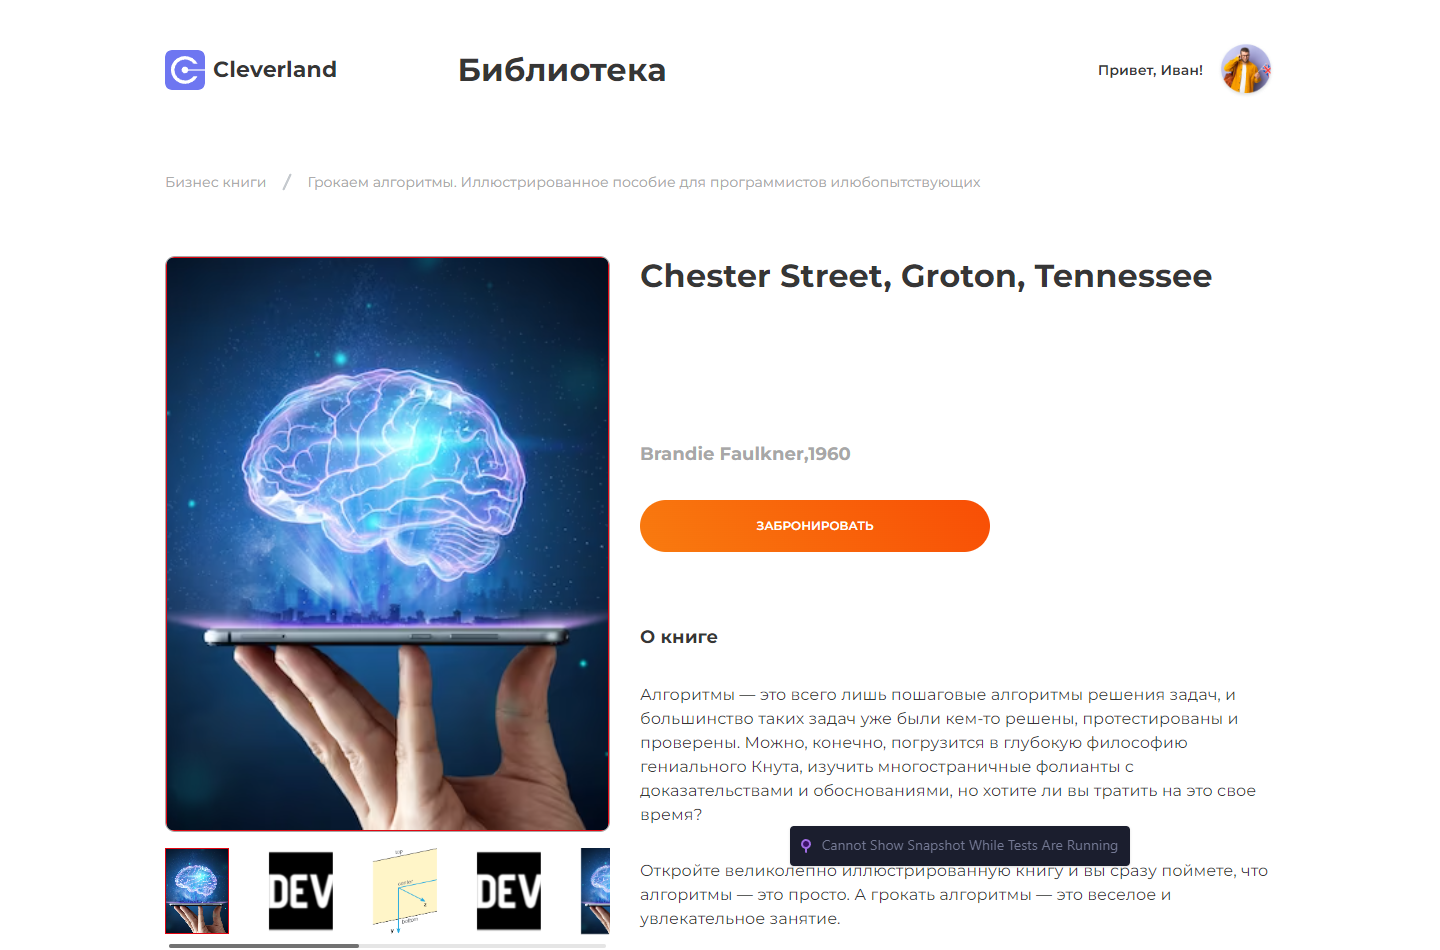 Cleverland
Библиотека
Привет, Иван!
Бизнес книги / Грокаем алгоритмы. Иллюстрированное пособие для программистов илюбопытствующих
Chester Street, Groton, Tennessee
Brandie Faulkner,1960
ЗАБРОНИРОВАТЬ
О книге
Алгоритмы — это всего лишь пошаговые алгоритмы решения задач, и
большинство таких задач уже были кем-то решены, протестированы и
проверены. Можно, конечно, погрузится в глубокую философию
гениального Кнута, изучить многостраничные фолианты с
доказательствами и обоснованиями, но хотите ли вы тратить на это свое
время?
Cannot Show Snapshot While Tests Are Running
Откройте великолепно иллюстрированную книгу и вы сразу поймете, что
алгоритмы — это просто. А грокать алгоритмы — это веселое и
увлекательное занятие.
DEV
top
center
z
bottom
y
DEV